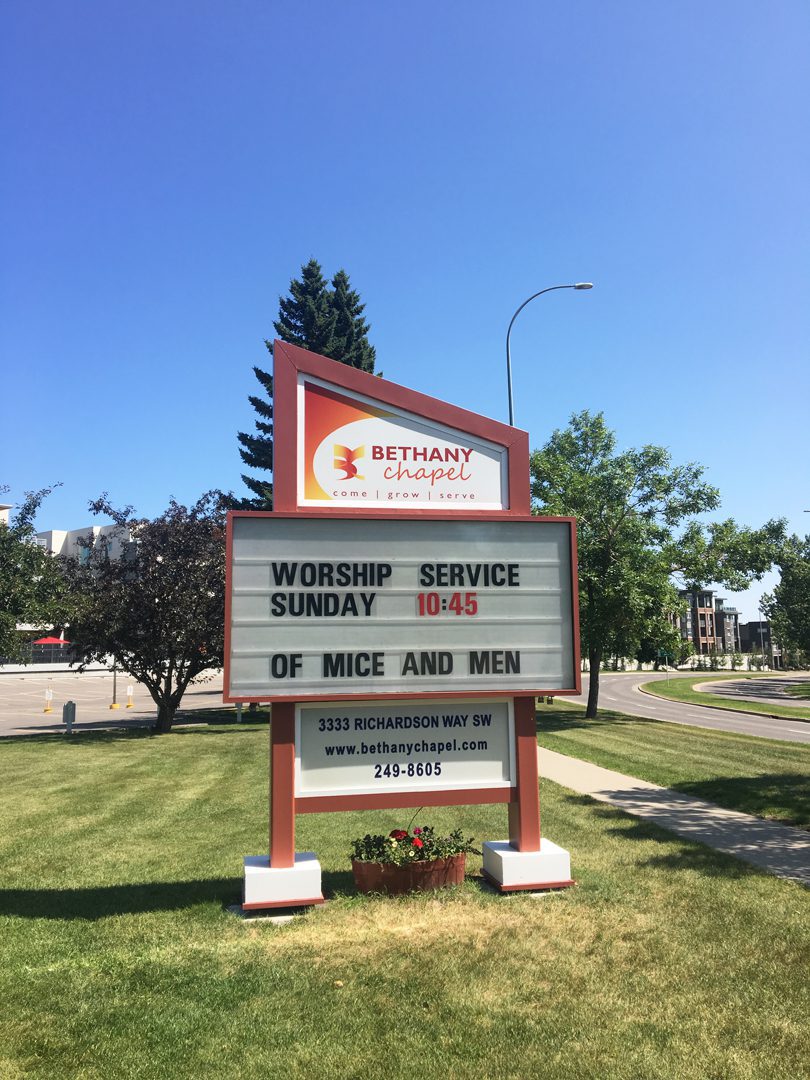 BETHANY
chapel
come | grow | serve
WORSHIP SERVICE
SUNDAY 10:45
OF MICE AND MEN
3333 RICHARDSON WAY SW
www.bethanychapel.com
249-8605